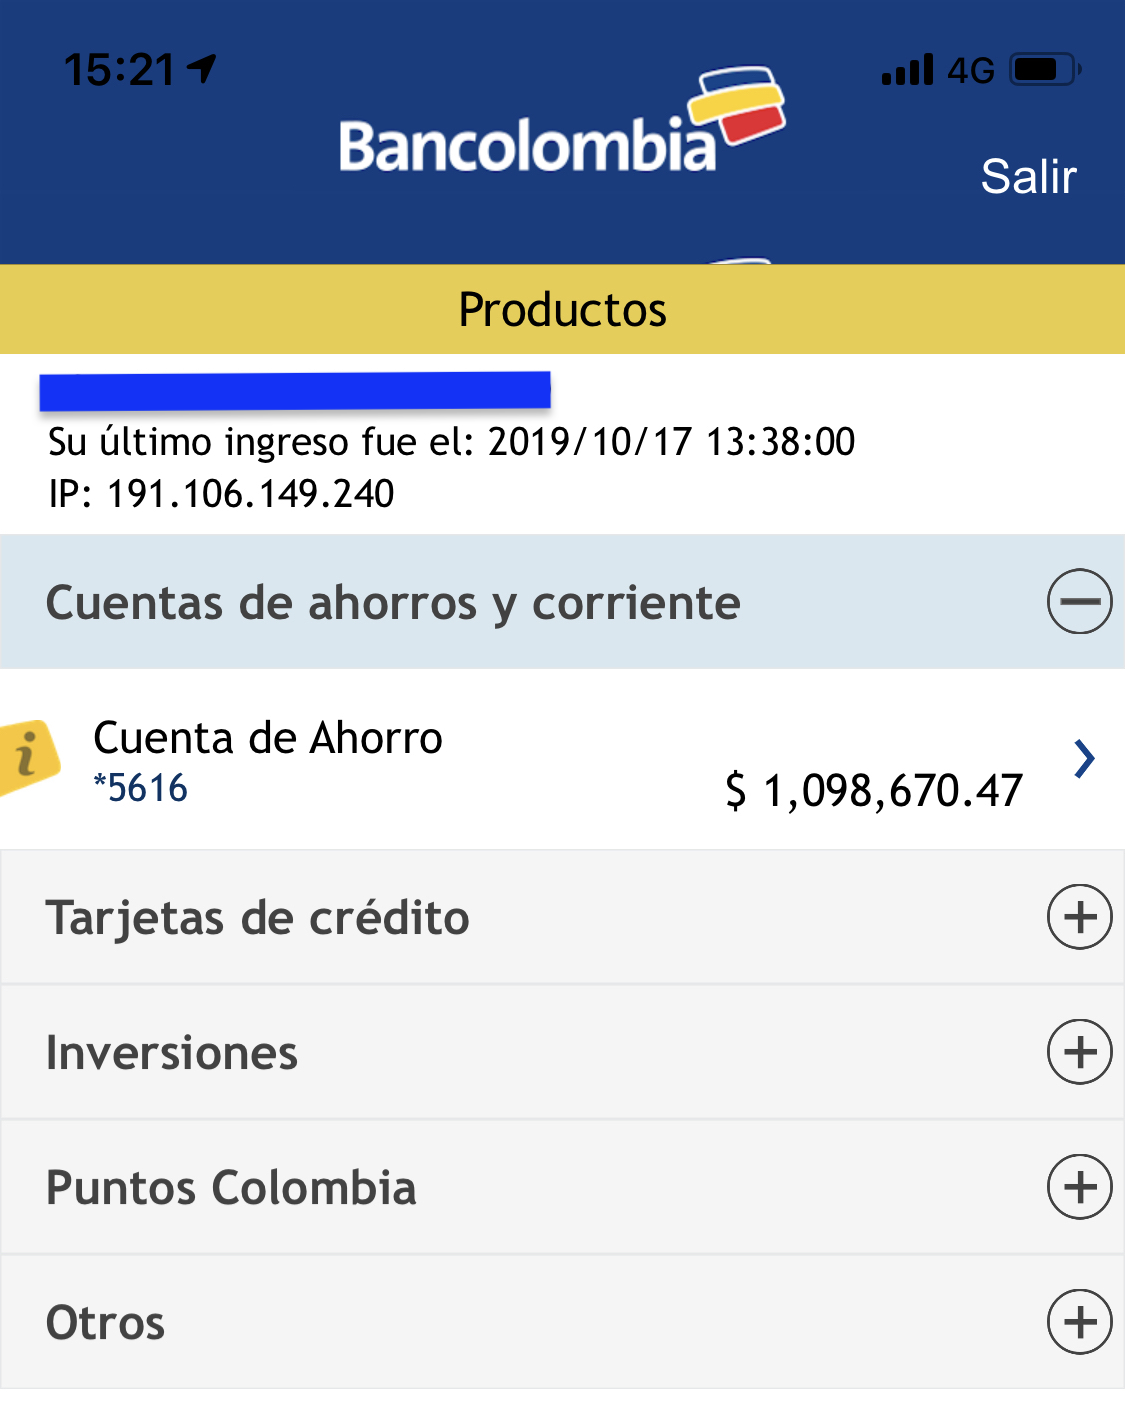 15:21
4G
Bancolombia
Salir
Productos
Su último ingreso fue el: 2019/10/17 13:38:00
IP: 191.106.149.240
Cuentas de ahorros y corriente
i
Cuenta de Ahorro
*5616
$ 1,098,670.47
Tarjetas de crédito
Inversiones
Puntos Colombia
Otros